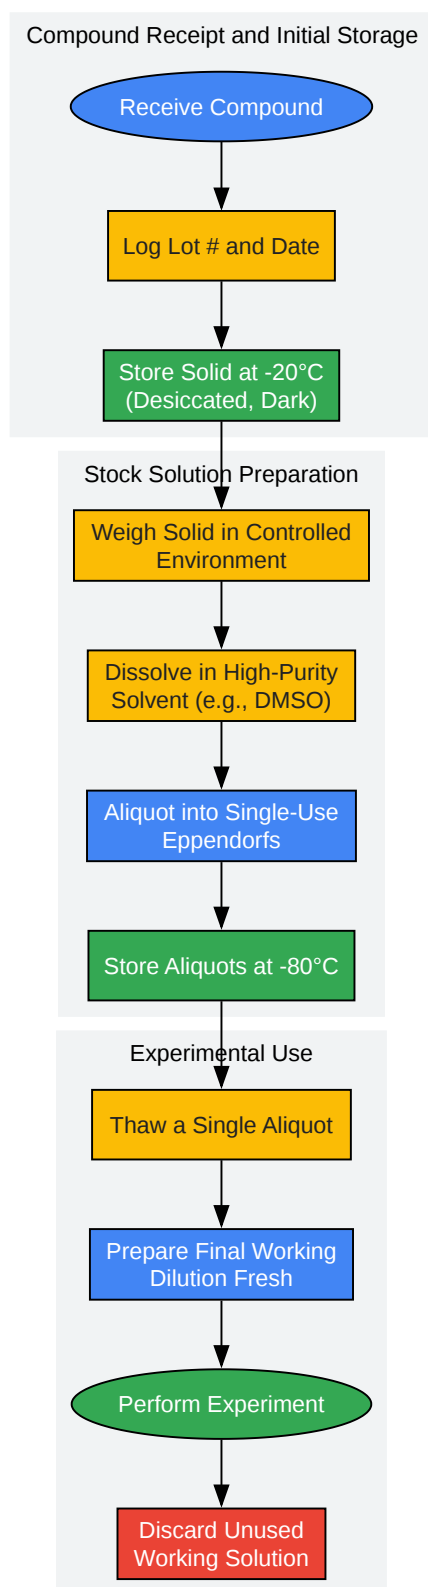 Compound Receipt and Initial Storage
Receive Compound
Log Lot # and Date
Store Solid at -20°C
(Desiccated, Dark)
Stock Solution Preparation
Weigh Solid in Controlled
Environment
Dissolve in High-Purity
Solvent (e.g., DMSO)
Aliquot into Single-Use
Eppendorfs
Store Aliquots at -80°C
Experimental Use
Thaw a Single Aliquot
Prepare Final Working
Dilution Fresh
Perform Experiment
Discard Unused
Working Solution